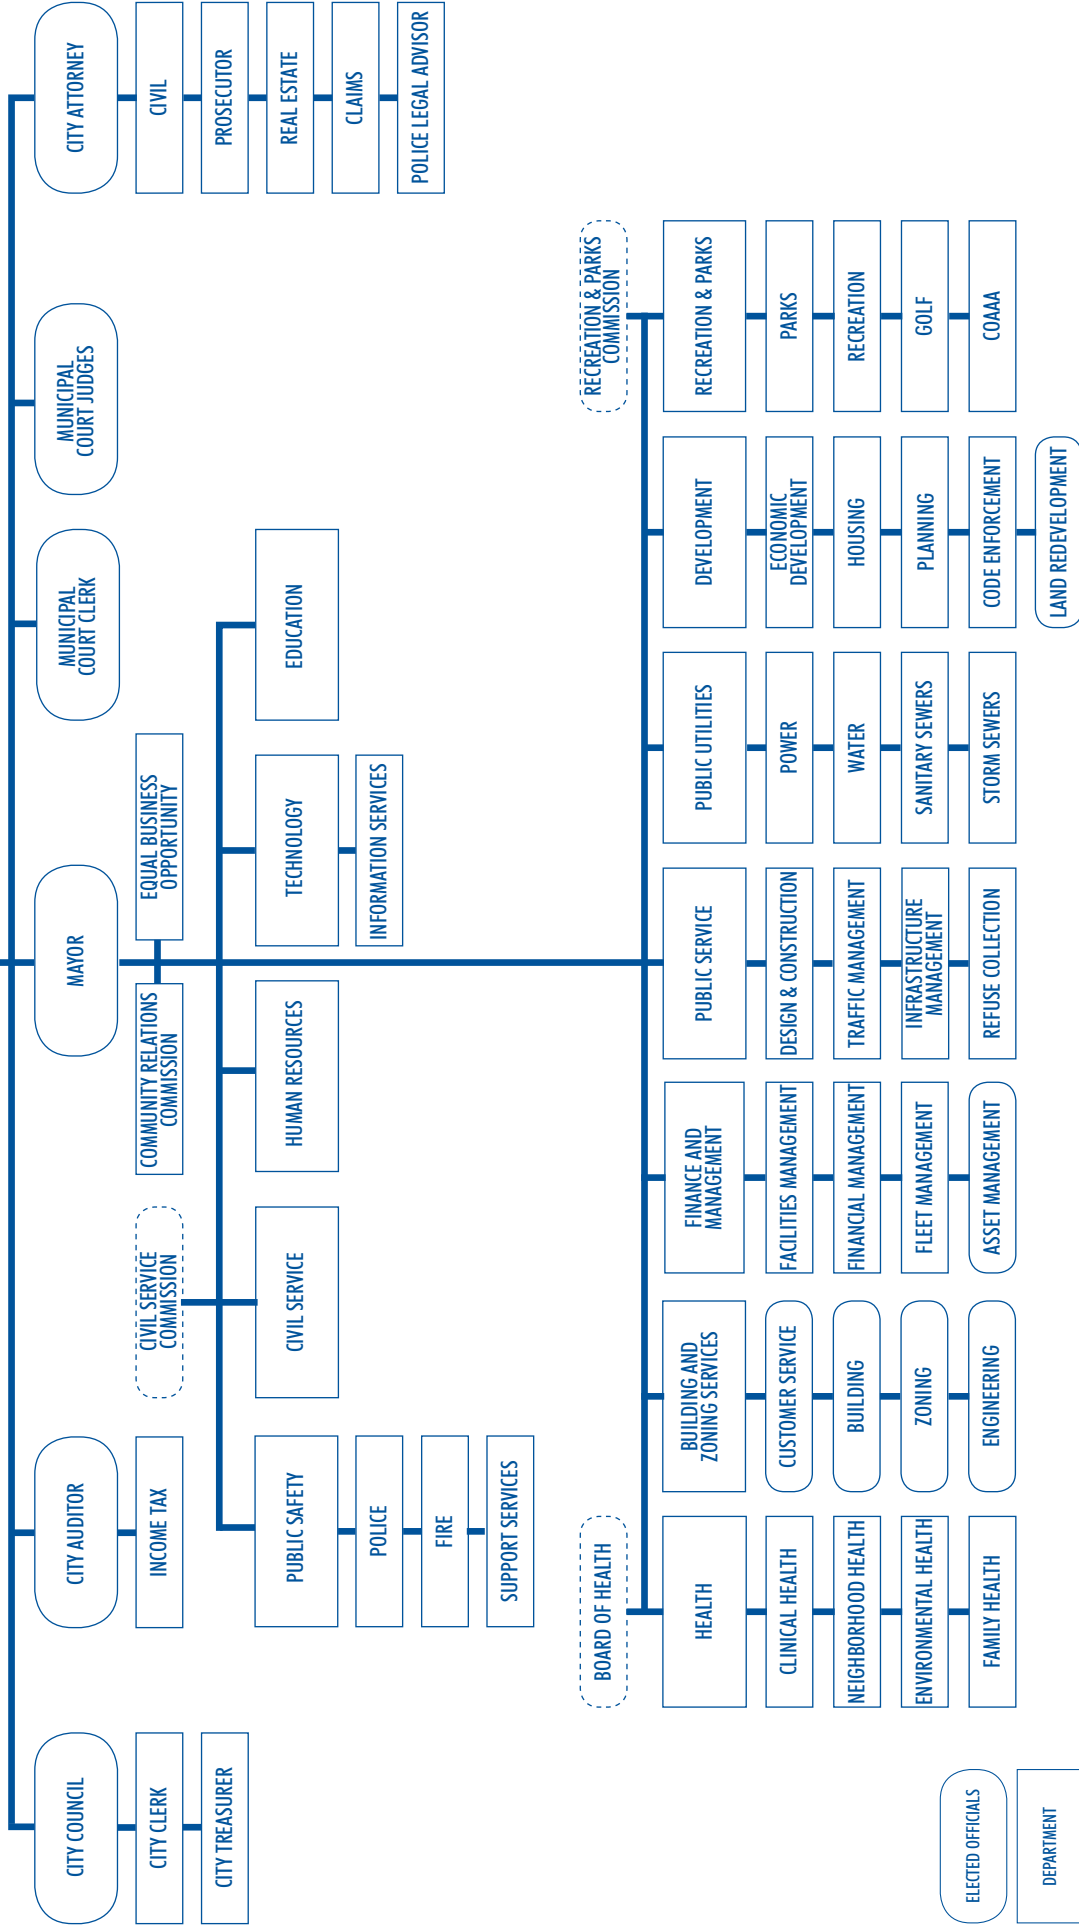 CITY COUNCIL
CITY CLERK
CITY TREASURER
CITY AUDITOR
INCOME TAX
MAYOR
COMMUNITY RELATIONS
COMMISSION
EQUAL BUSINESS
OPPORTUNITY
MUNICIPAL
COURT CLERK
MUNICIPAL
COURT JUDGES
CITY ATTORNEY
CIVIL
PROSECUTOR
REAL ESTATE
CLAIMS
POLICE LEGAL ADVISOR
CIVIL SERVICE
COMMISSION
PUBLIC SAFETY
POLICE
FIRE
SUPPORT SERVICES
CIVIL SERVICE
HUMAN RESOURCES
TECHNOLOGY
INFORMATION SERVICES
EDUCATION
BOARD OF HEALTH
HEALTH
CLINICAL HEALTH
NEIGHBORHOOD HEALTH
ENVIRONMENTAL HEALTH
FAMILY HEALTH
BUILDING AND
ZONING SERVICES
CUSTOMER SERVICE
BUILDING
ZONING
ENGINEERING
FINANCE AND
MANAGEMENT
FACILITIES MANAGEMENT
FINANCIAL MANAGEMENT
FLEET MANAGEMENT
ASSET MANAGEMENT
PUBLIC SERVICE
DESIGN & CONSTRUCTION
TRAFFIC MANAGEMENT
INFRASTRUCTURE
MANAGEMENT
REFUSE COLLECTION
PUBLIC UTILITIES
POWER
WATER
SANITARY SEWERS
STORM SEWERS
DEVELOPMENT
ECONOMIC
DEVELOPMENT
HOUSING
PLANNING
CODE ENFORCEMENT
LAND REDEVELOPMENT
RECREATION & PARKS
COMMISSION
RECREATION & PARKS
PARKS
RECREATION
GOLF
COAAA
ELECTED OFFICIALS
DEPARTMENT